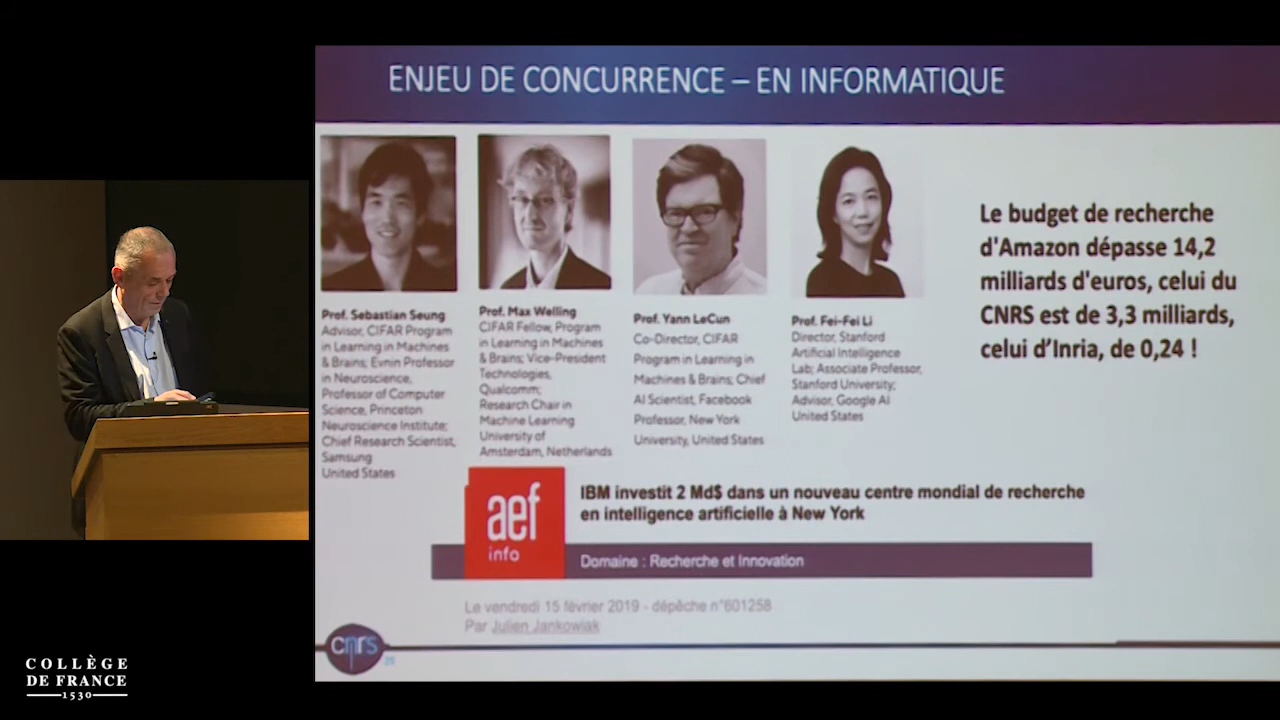 ENJEU DE CONCURRENCE – EN INFORMATIQUE
Prof. Sebastian Seung
Advisor, CIFAR Program
in Learning in Machines
& Brains; Evnin Professor
in Neuroscience,
Professor of Computer
Science, Princeton
Neuroscience Institute;
Chief Research Scientist,
Samsung
United States
Prof. Max Welling
CIFAR Fellow, Program
in Learning in Machines
& Brains; Vice-President
Technologies,
Qualcomm;
Research Chair in
Machine Learning
University of
Amsterdam, Netherlands
Prof. Yann LeCun
Co-Director, CIFAR
Program in Learning in
Machines & Brains; Chief
AI Scientist, Facebook
Professor, New York
University, United States
Prof. Fei-Fei Li
Director, Stanford
Artificial Intelligence
Lab; Associate Professor,
Stanford University;
Advisor, Google AI
United States
Le budget de recherche
d'Amazon dépasse 14,2
milliards d'euros, celui du
CNRS est de 3,3 milliards,
celui d'Inria, de 0,24 !
aef
info
IBM investit 2 Md$ dans un nouveau centre mondial de recherche
en intelligence artificielle à New York
Domaine : Recherche et Innovation
Le vendredi 15 février 2019 - dépêche n°601258
Par Julien Jankowiak
cnrs
COLLÈGE
DE FRANCE
1530